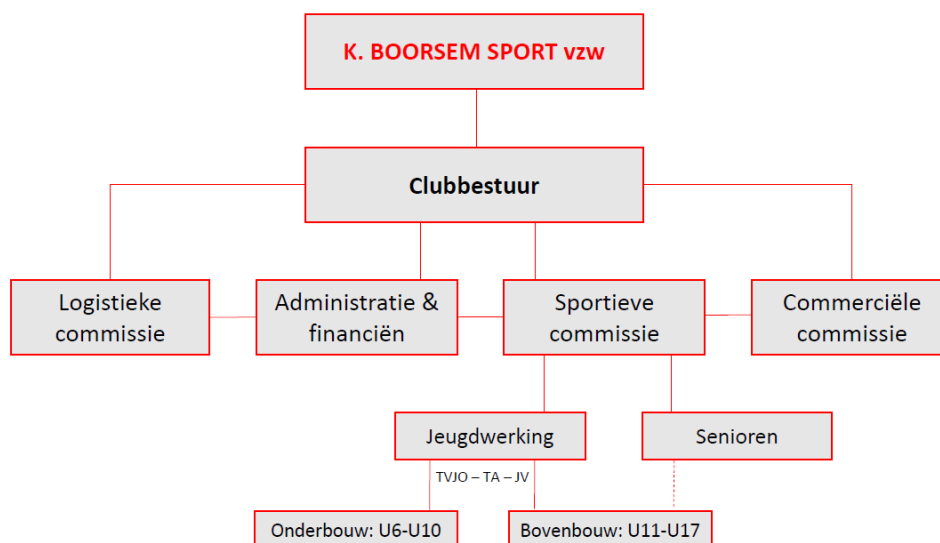 K. BOORSEM SPORT vzw
Clubbestuur
Logistieke
commissie
Administratie &
financiën
Sportieve
commissie
Commerciële
commissie
Jeugdwerking
Senioren
TVJO – TA – JV
Onderbouw: U6-U10
Bovenbouw: U11-U17